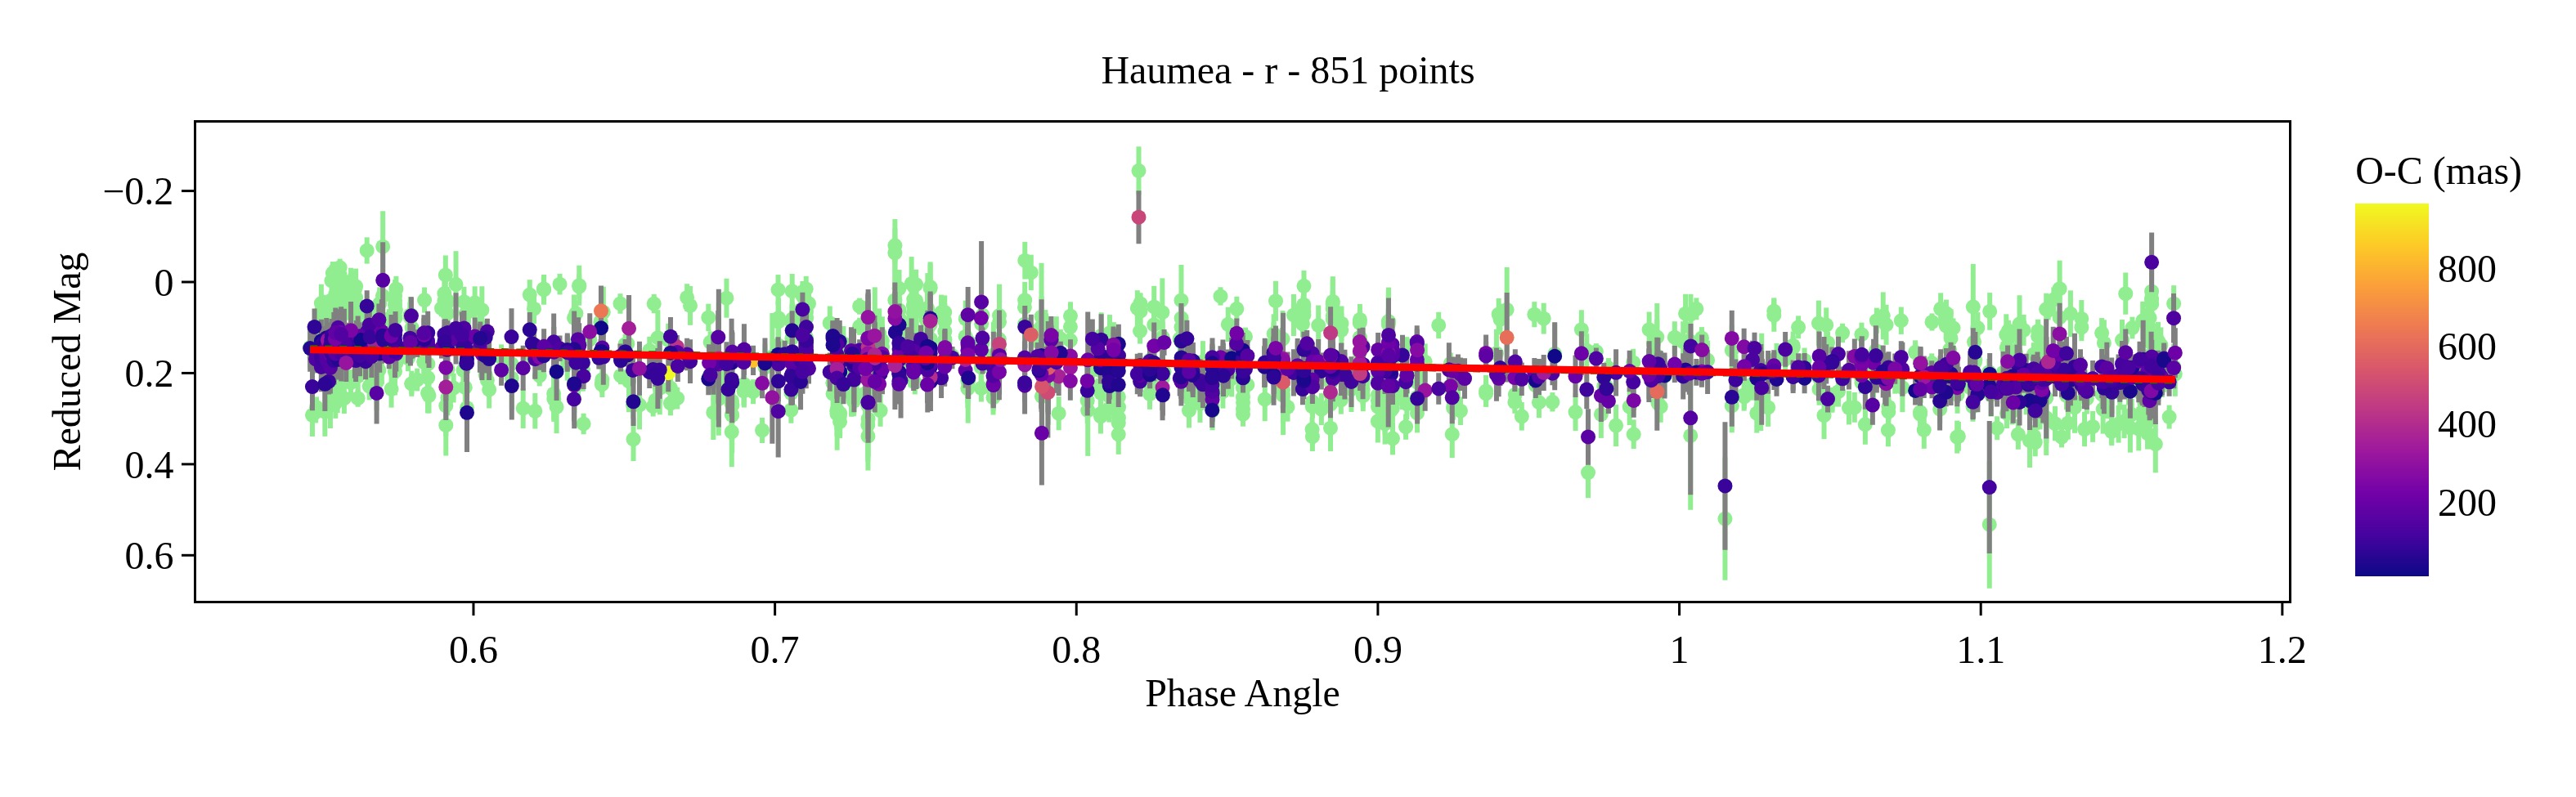 Haumea - r - 851 points
O-C (mas)
800
600
400
200
Reduced Mag
−0.2
0
0.2
0.4
0.6
0.6 0.7 0.8 0.9 1 1.1 1.2
Phase Angle